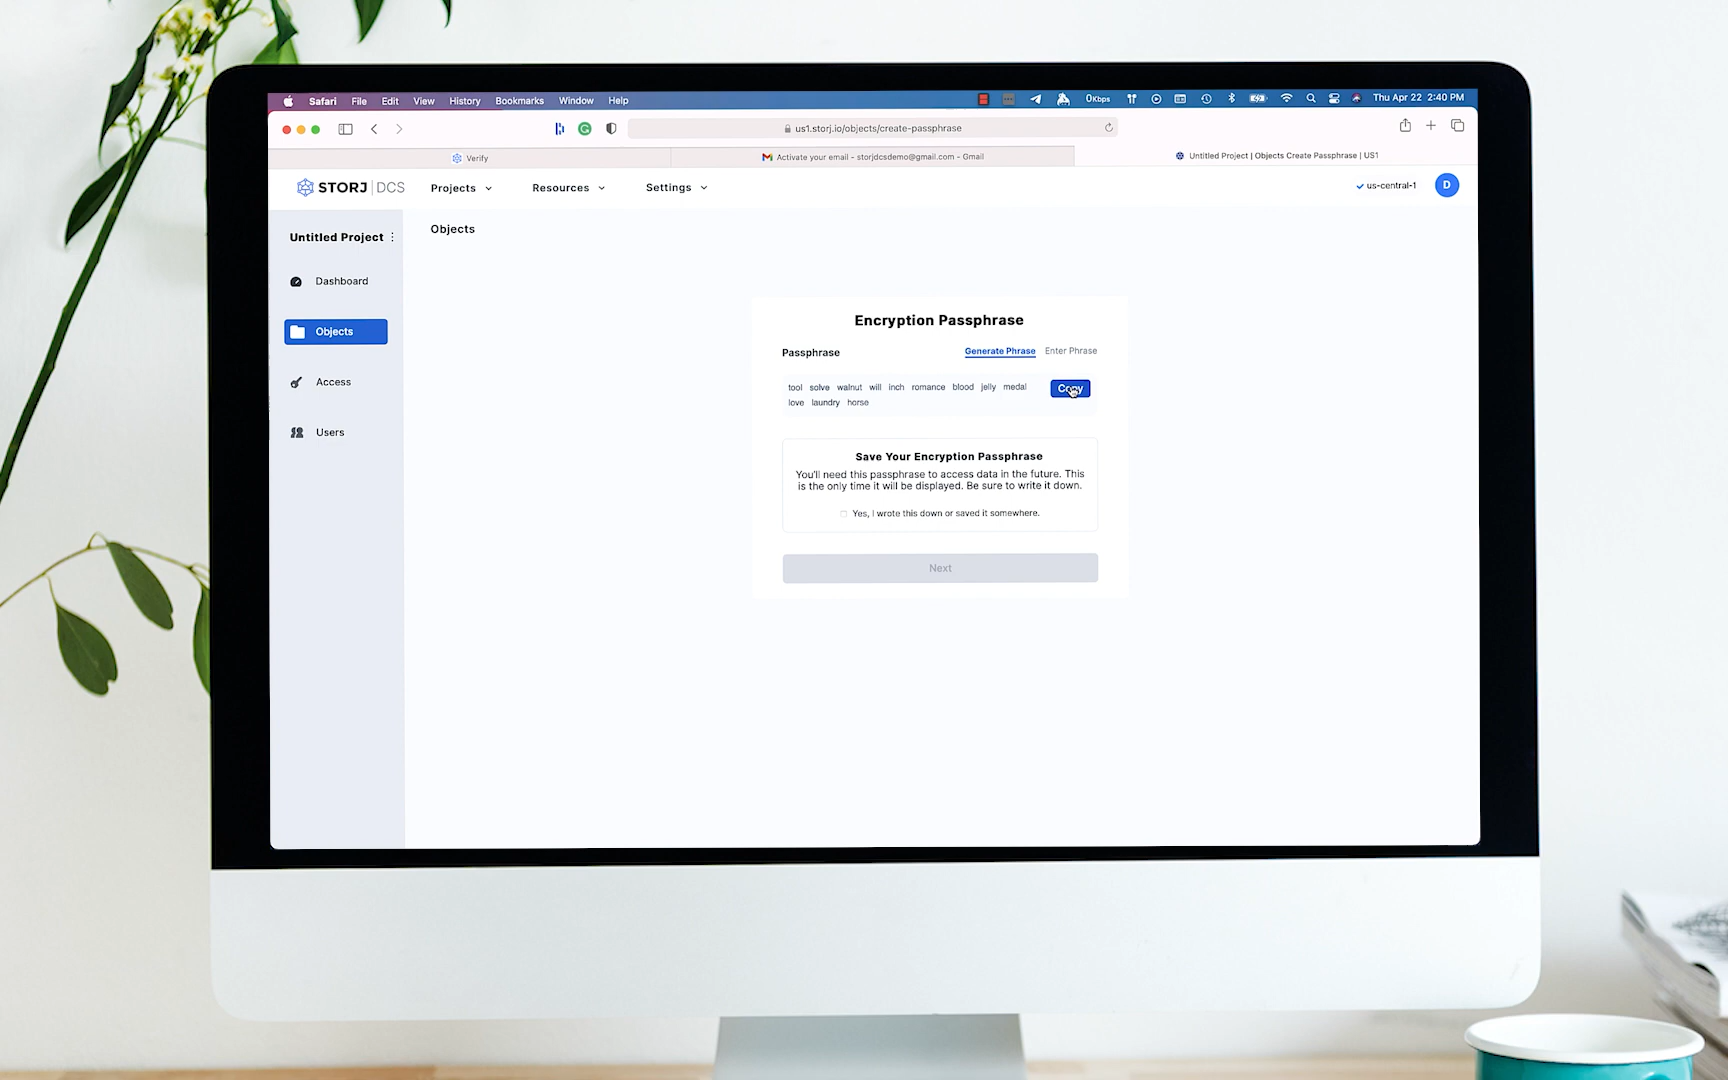 Safari File Edit View History Bookmarks Window Help 0Kbps Thu Apr 22 2:40 PM
us1.storj.io/objects/create-passphrase
Verify Activate your email - storjdcsdemo@gmail.com - Gmail Untitled Project | Objects Create Passphrase | US1
STORJ | DCS Projects Resources Settings us-central-1 D
Untitled Project
Objects
Dashboard
Objects
Access
Users
Encryption Passphrase
Passphrase Generate Phrase Enter Phrase
tool solve walnut will inch romance blood jelly medal
love laundry horse
Copy
Save Your Encryption Passphrase
You'll need this passphrase to access data in the future. This
is the only time it will be displayed. Be sure to write it down.
Yes, I wrote this down or saved it somewhere.
Next